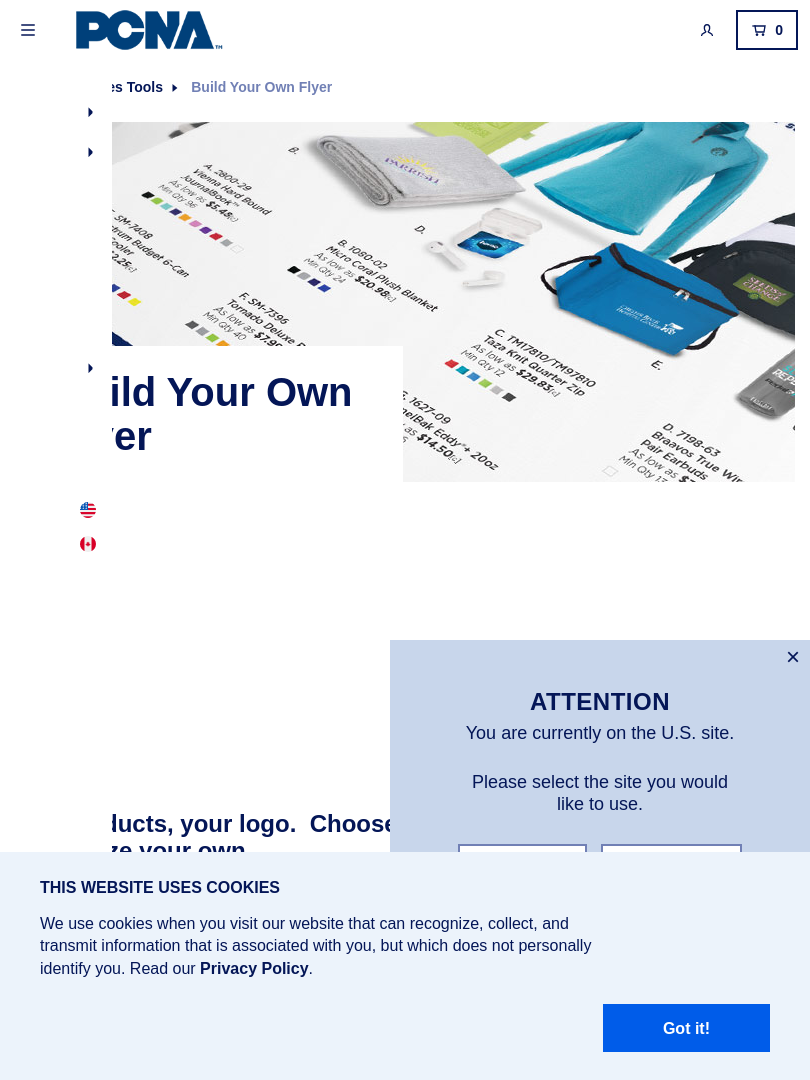 PCNA™
0
es Tools
Build Your Own Flyer
A. 2800-29
Vienna Hard Bound
JournalBook™
As low as $5.48[c]
Min Qty 96
B.
B. 1080-02
Micro Coral Plush Blanket
As low as $20.98[c]
Min Qty 24
D.
SM-7408
trum Budget 6-Can
ooler
2.25[c]
F. SM-7396
Tornado Deluxe
As low as $7.98
Min Qty 40
C. TM17810/TM97810
Taza Knit Quarter Zip
As low as $29.83[c]
Min Qty 12
E.
E. 1627-09
melBak Eddy®+ 20oz
as $14.50[c]
D. 7198-63
Braavos True Wir
Pair Earbuds
As low as
Min Qty
ild Your Own
yer
ducts, your logo. Choose
ze your own
×
ATTENTION
You are currently on the U.S. site.
Please select the site you would
like to use.
THIS WEBSITE USES COOKIES
We use cookies when you visit our website that can recognize, collect, and
transmit information that is associated with you, but which does not personally
identify you. Read our Privacy Policy.
Got it!